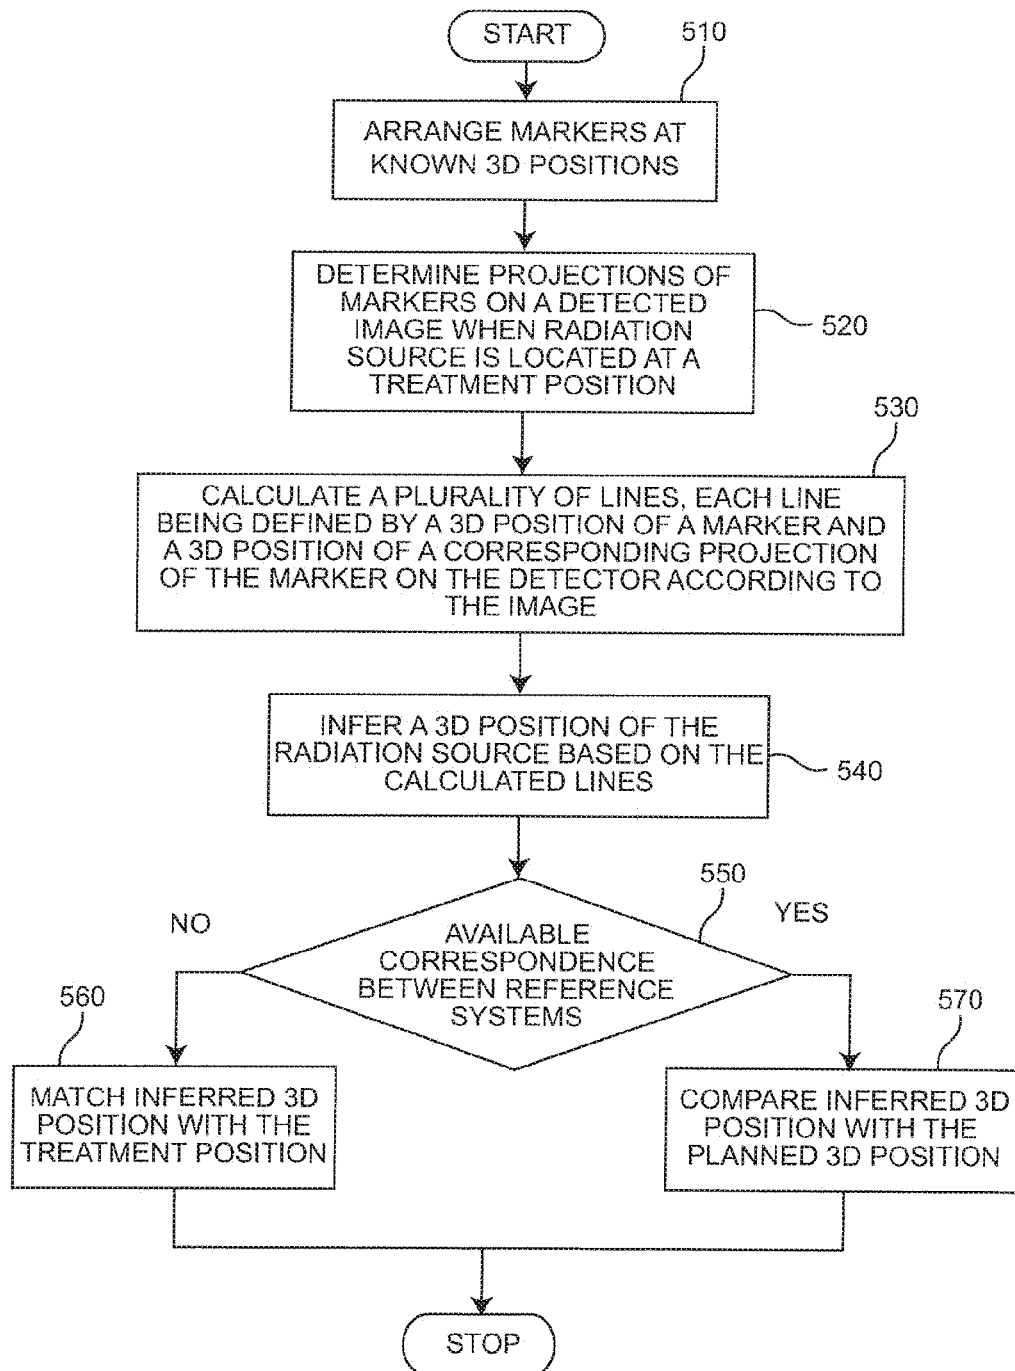 START
510
ARRANGE MARKERS AT
KNOWN 3D POSITIONS
DETERMINE PROJECTIONS OF
MARKERS ON A DETECTED
IMAGE WHEN RADIATION
SOURCE IS LOCATED AT A
TREATMENT POSITION
520
530
CALCULATE A PLURALITY OF LINES, EACH LINE
BEING DEFINED BY A 3D POSITION OF A MARKER AND
A 3D POSITION OF A CORRESPONDING PROJECTION
OF THE MARKER ON THE DETECTOR ACCORDING TO
THE IMAGE
INFER A 3D POSITION OF THE
RADIATION SOURCE BASED ON THE
CALCULATED LINES
540
550
NO
YES
AVAILABLE
CORRESPONDENCE
BETWEEN REFERENCE
SYSTEMS
560
MATCH INFERRED 3D
POSITION WITH THE
TREATMENT POSITION
570
COMPARE INFERRED 3D
POSITION WITH THE
PLANNED 3D POSITION
STOP